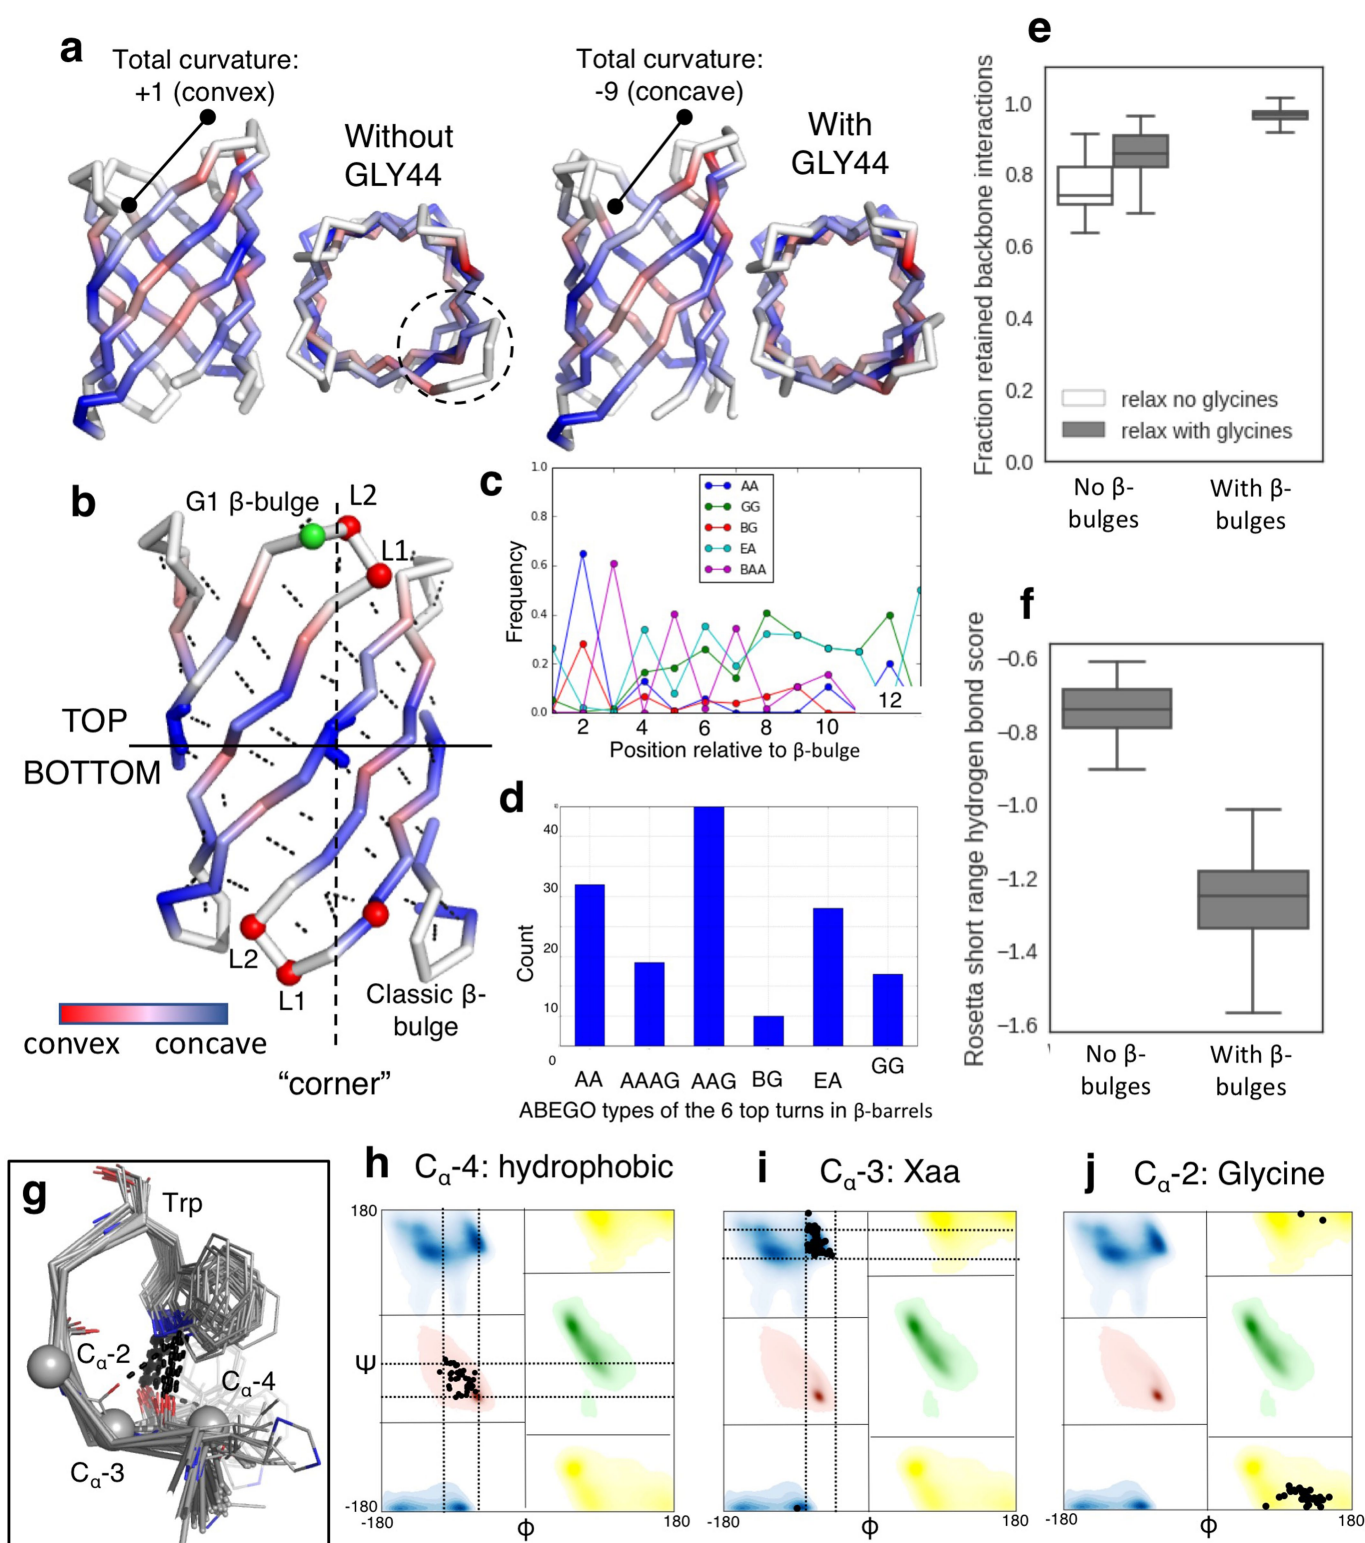 a
Total curvature:
+1 (convex)
Without
GLY44
Total curvature:
-9 (concave)
With
GLY44
b
G1 β-bulge
L2
L1
TOP
BOTTOM
L2
L1
Classic β-
bulge
convex
concave
“corner”
c
Frequency
1.0
0.8
0.6
0.4
0.2
0.0
AA
GG
BG
EA
BAA
2
4
6
8
10
12
Position relative to β-bulge
d
Count
40
30
20
10
0
AA
AAAG
AAG
BG
EA
GG
ABEGO types of the 6 top turns in β-barrels
e
Fraction retained backbone interactions
1.0
0.8
0.6
0.4
0.2
0.0
relax no glycines
relax with glycines
No β-
bulges
With β-
bulges
f
Rosetta short range hydrogen bond score
−0.6
−0.8
−1.0
−1.2
−1.4
−1.6
No β-
bulges
With β-
bulges
g
Trp
Cα-2
Cα-4
Cα-3
h
Cα-4: hydrophobic
180
Ψ
-180
-180
Φ
180
i
Cα-3: Xaa
-180
Φ
180
j
Cα-2: Glycine
-180
Φ
180